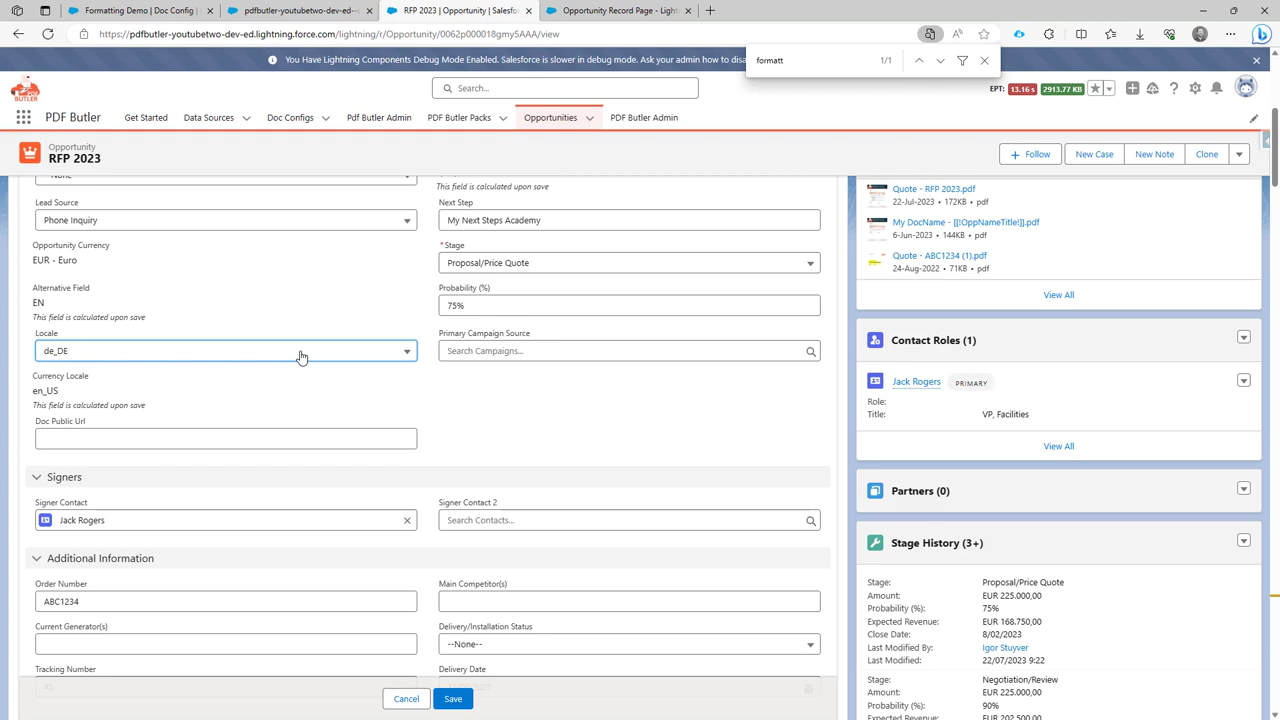 Formatting Demo | Doc Config |
pdfbutler-youtubetwo-dev-ed--
RFP 2023 | Opportunity | Salesfo
Opportunity Record Page - Light
https://pdfbutler-youtubetwo-dev-ed.lightning.force.com/lightning/r/Opportunity/0062p000018gmy5AAA/view
You Have Lightning Components Debug Mode Enabled. Salesforce is slower in debug mode. Ask your admin how to disa
formatt
1/1
Search...
EPT: 13.16 s
2913.77 KB
PDF BUTLER
PDF Butler
Get Started
Data Sources
Doc Configs
Pdf Butler Admin
PDF Butler Packs
Opportunities
PDF Butler Admin
Opportunity
RFP 2023
Follow
New Case
New Note
Clone
This field is calculated upon save
Lead Source
Phone Inquiry
Next Step
My Next Steps Academy
Opportunity Currency
EUR - Euro
* Stage
Proposal/Price Quote
Alternative Field
EN
This field is calculated upon save
Probability (%)
75%
Locale
de_DE
Primary Campaign Source
Search Campaigns...
Currency Locale
en_US
This field is calculated upon save
Doc Public Url
Signers
Signer Contact
Jack Rogers
Signer Contact 2
Search Contacts...
Additional Information
Order Number
ABC1234
Main Competitor(s)
Current Generator(s)
Delivery/Installation Status
--None--
Tracking Number
Delivery Date
Cancel
Save
Quote - RFP 2023.pdf
22-Jul-2023 • 172KB • pdf
My DocName - [[!OppNameTitle!]].pdf
6-Jun-2023 • 144KB • pdf
Quote - ABC1234 (1).pdf
24-Aug-2022 • 71KB • pdf
View All
Contact Roles (1)
Jack Rogers
PRIMARY
Role:
Title: VP, Facilities
View All
Partners (0)
Stage History (3+)
Stage: Proposal/Price Quote
Amount: EUR 225.000,00
Probability (%): 75%
Expected Revenue: EUR 168.750,00
Close Date: 8/02/2023
Last Modified By: Igor Stuyver
Last Modified: 22/07/2023 9:22
Stage: Negotiation/Review
Amount: EUR 225.000,00
Probability (%): 90%
Expected Revenue: EUR 202.500,00